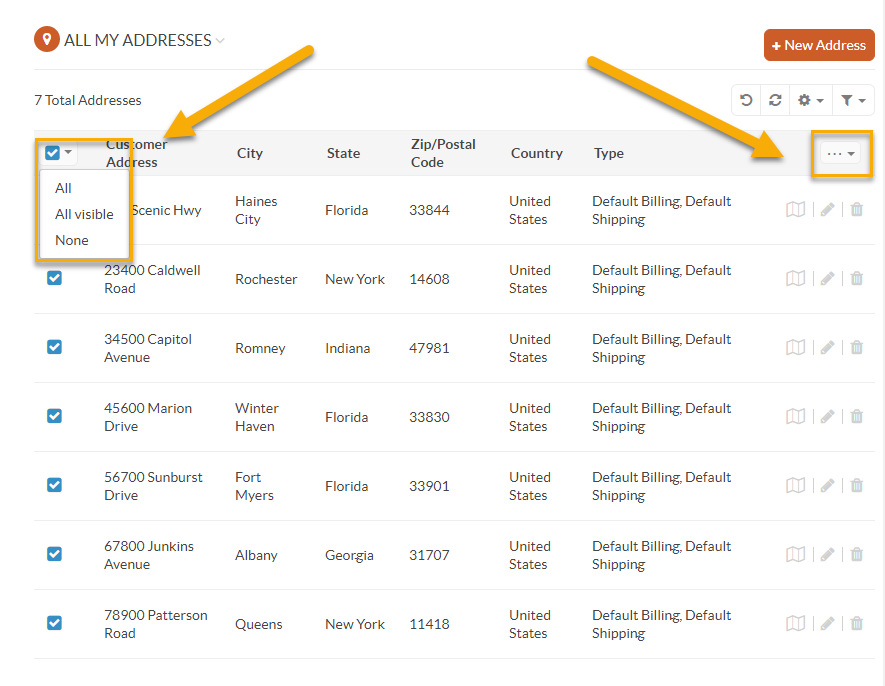 ALL MY ADDRESSES
+ New Address
7 Total Addresses
Customer
Address
City
State
Zip/Postal
Code
Country
Type
...
All
All visible
None
Scenic Hwy
Haines
City
Florida
33844
United
States
Default Billing, Default
Shipping
23400 Caldwell
Road
Rochester
New York
14608
United
States
Default Billing, Default
Shipping
34500 Capitol
Avenue
Romney
Indiana
47981
United
States
Default Billing, Default
Shipping
45600 Marion
Drive
Winter
Haven
Florida
33830
United
States
Default Billing, Default
Shipping
56700 Sunburst
Drive
Fort
Myers
Florida
33901
United
States
Default Billing, Default
Shipping
67800 Junkins
Avenue
Albany
Georgia
31707
United
States
Default Billing, Default
Shipping
78900 Patterson
Road
Queens
New York
11418
United
States
Default Billing, Default
Shipping